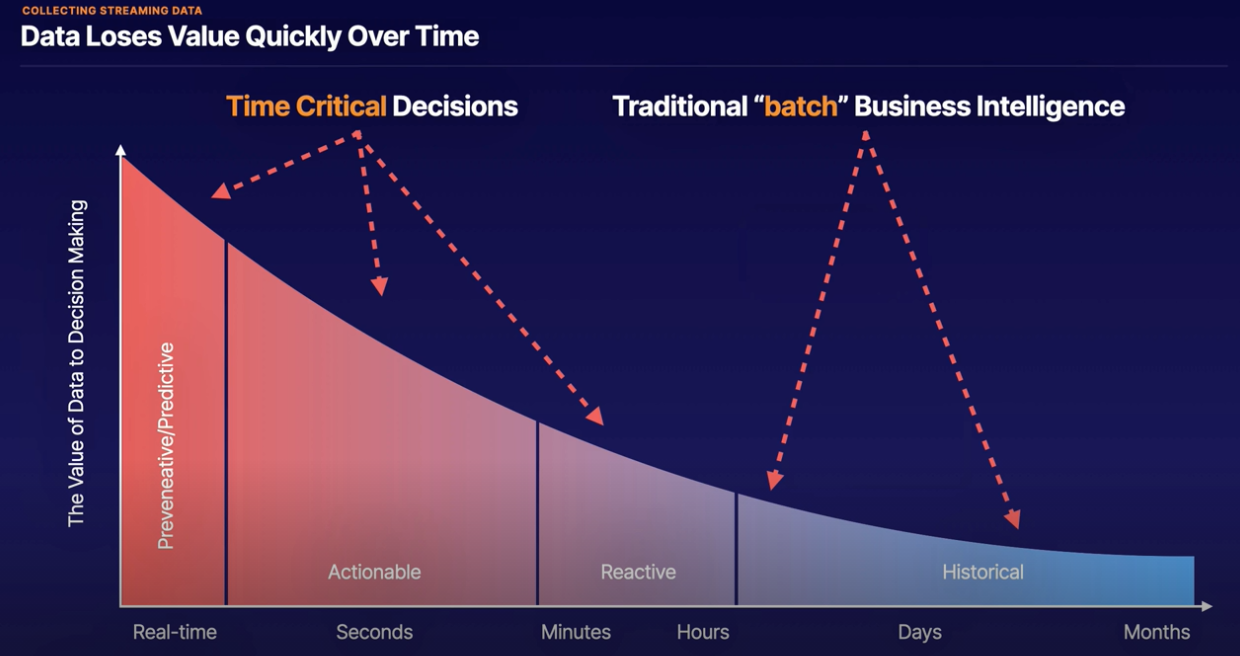 COLLECTING STREAMING DATA
Data Loses Value Quickly Over Time
Time Critical Decisions
Traditional “batch” Business Intelligence
The Value of Data to Decision Making
Preveneative/Predictive
Actionable
Reactive
Historical
Real-time
Seconds
Minutes
Hours
Days
Months